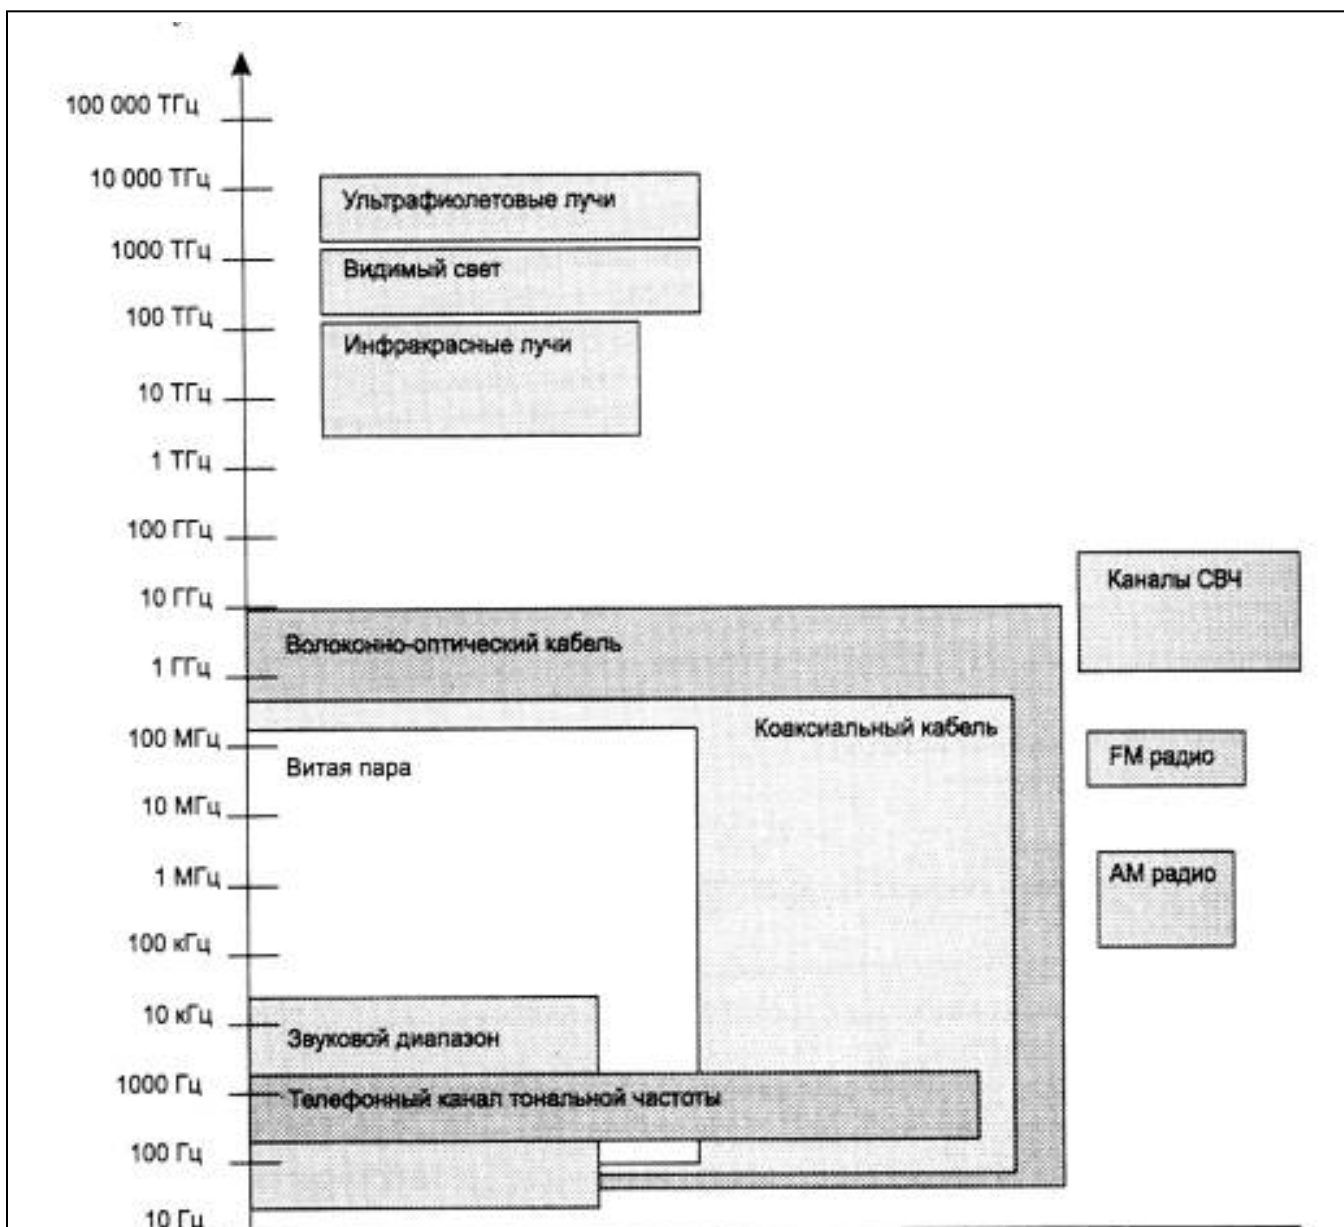 100 000 ТГц
10 000 ТГц
Ультрафиолетовые лучи
1000 ТГц
Видимый свет
100 ТГц
Инфракрасные лучи
10 ТГц
1 ТГц
100 ГГц
Каналы СВЧ
10 ГГц
Волоконно-оптический кабель
1 ГГц
Коаксиальный кабель
100 МГц
FM радио
Витая пара
10 МГц
1 МГц
AM радио
100 кГц
10 кГц
Звуковой диапазон
1000 Гц
Телефонный канал тональной частоты
100 Гц
10 Гц